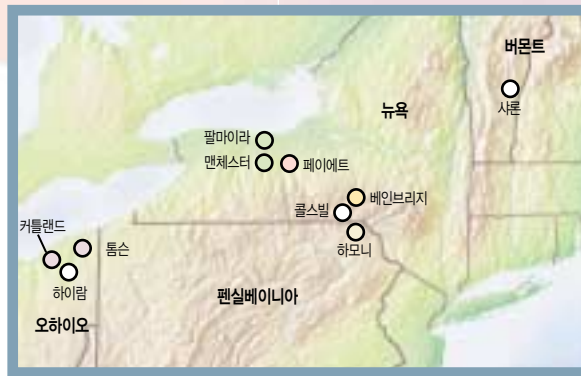 버몬트
샤론
뉴욕
팔마이라
맨체스터
페이에트
베인브리지
콜스빌
하모니
커틀랜드
톰슨
하이람
펜실베이니아
오하이오